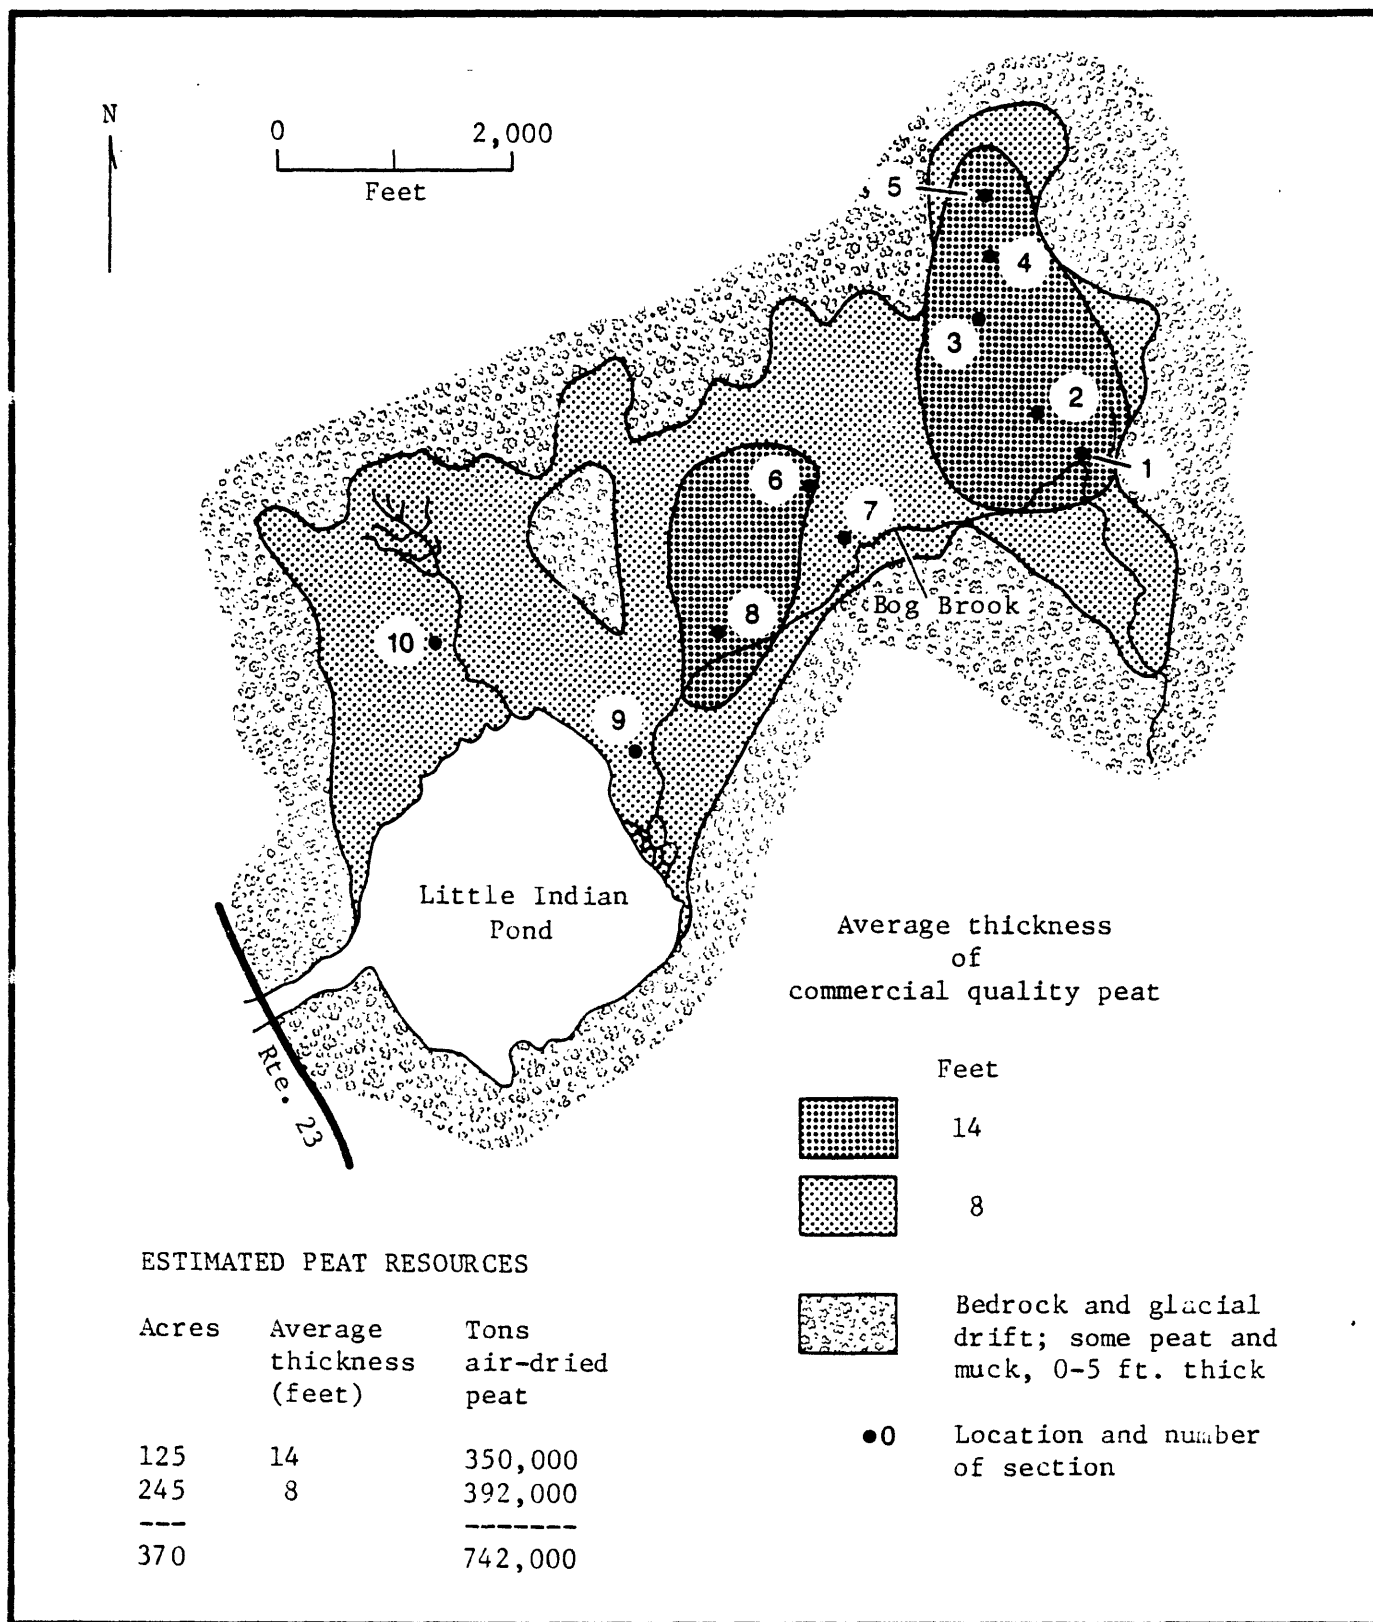 N
0 2,000
Feet
5
4
3
2
1
6
7
8
Bog Brook
10
9
Little Indian
Pond
Rte. 23
Average thickness
of
commercial quality peat
Feet
14
8
Bedrock and glacial
drift; some peat and
muck, 0-5 ft. thick
0 Location and number
of section
ESTIMATED PEAT RESOURCES
Acres Average Tons
thickness air-dried
(feet) peat
125 14 350,000
245 8 392,000
--- -------
370 742,000